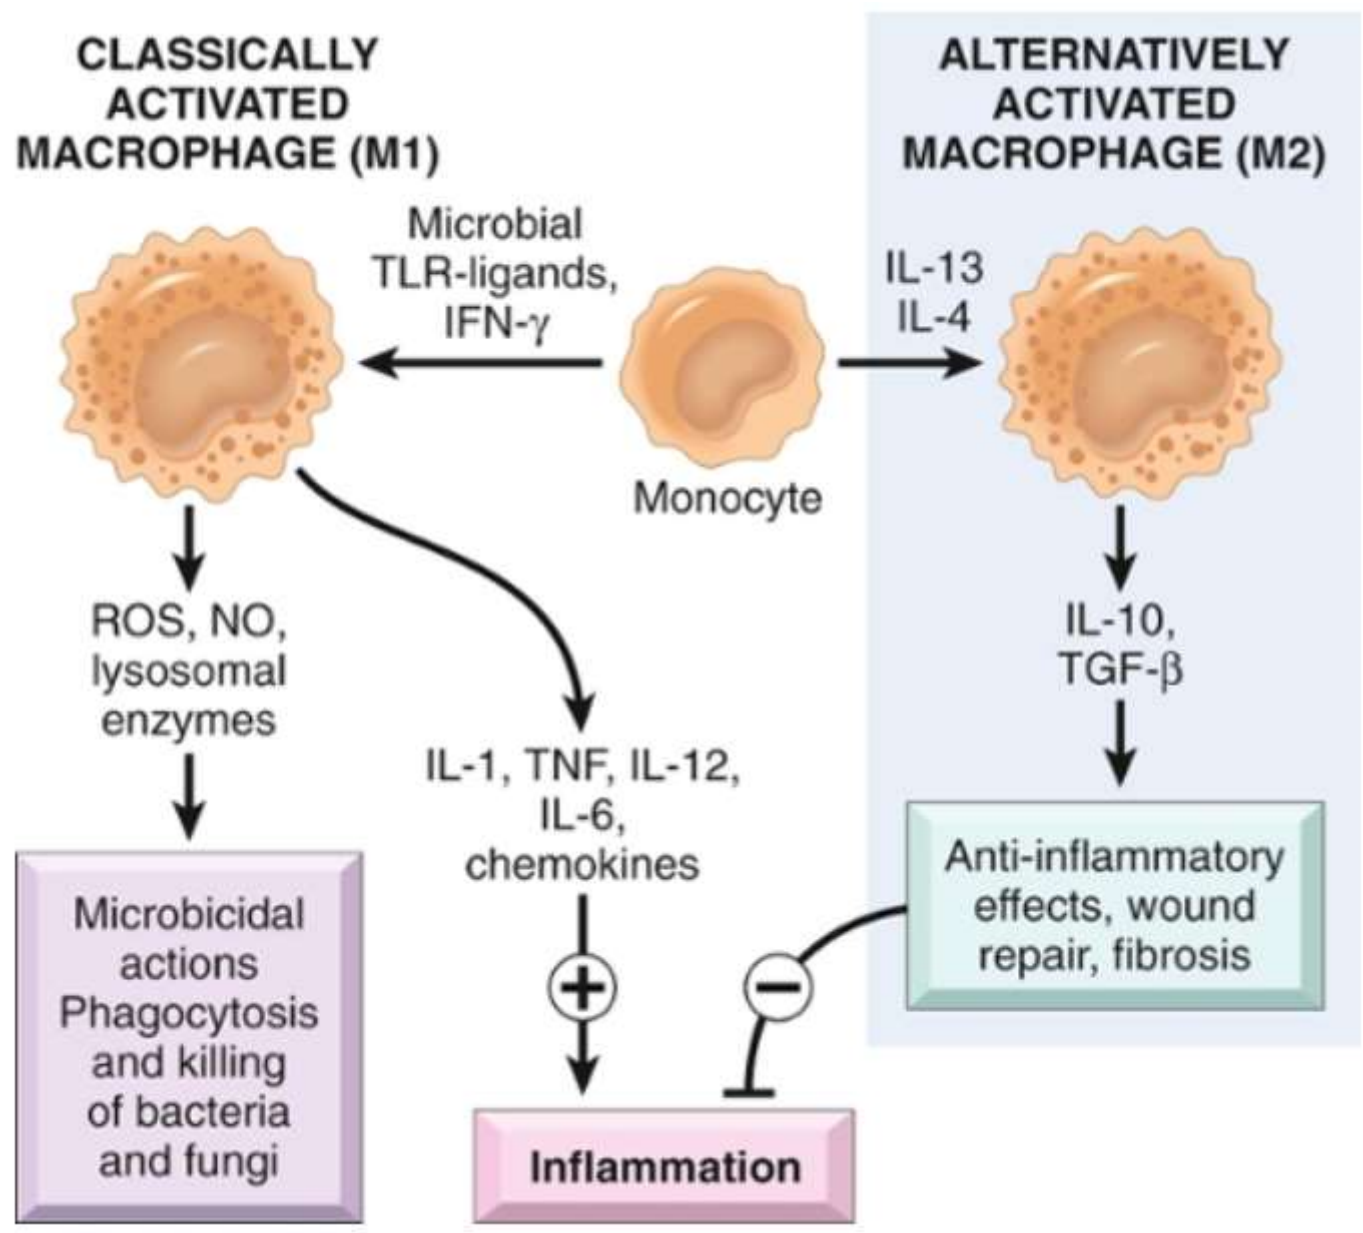 CLASSICALLY
ACTIVATED
MACROPHAGE (M1)
ALTERNATIVELY
ACTIVATED
MACROPHAGE (M2)
Microbial
TLR-ligands,
IFN-γ
IL-13
IL-4
Monocyte
ROS, NO,
lysosomal
enzymes
IL-1, TNF, IL-12,
IL-6,
chemokines
IL-10,
TGF-β
Microbicidal
actions
Phagocytosis
and killing
of bacteria
and fungi
+
−
Anti-inflammatory
effects, wound
repair, fibrosis
Inflammation